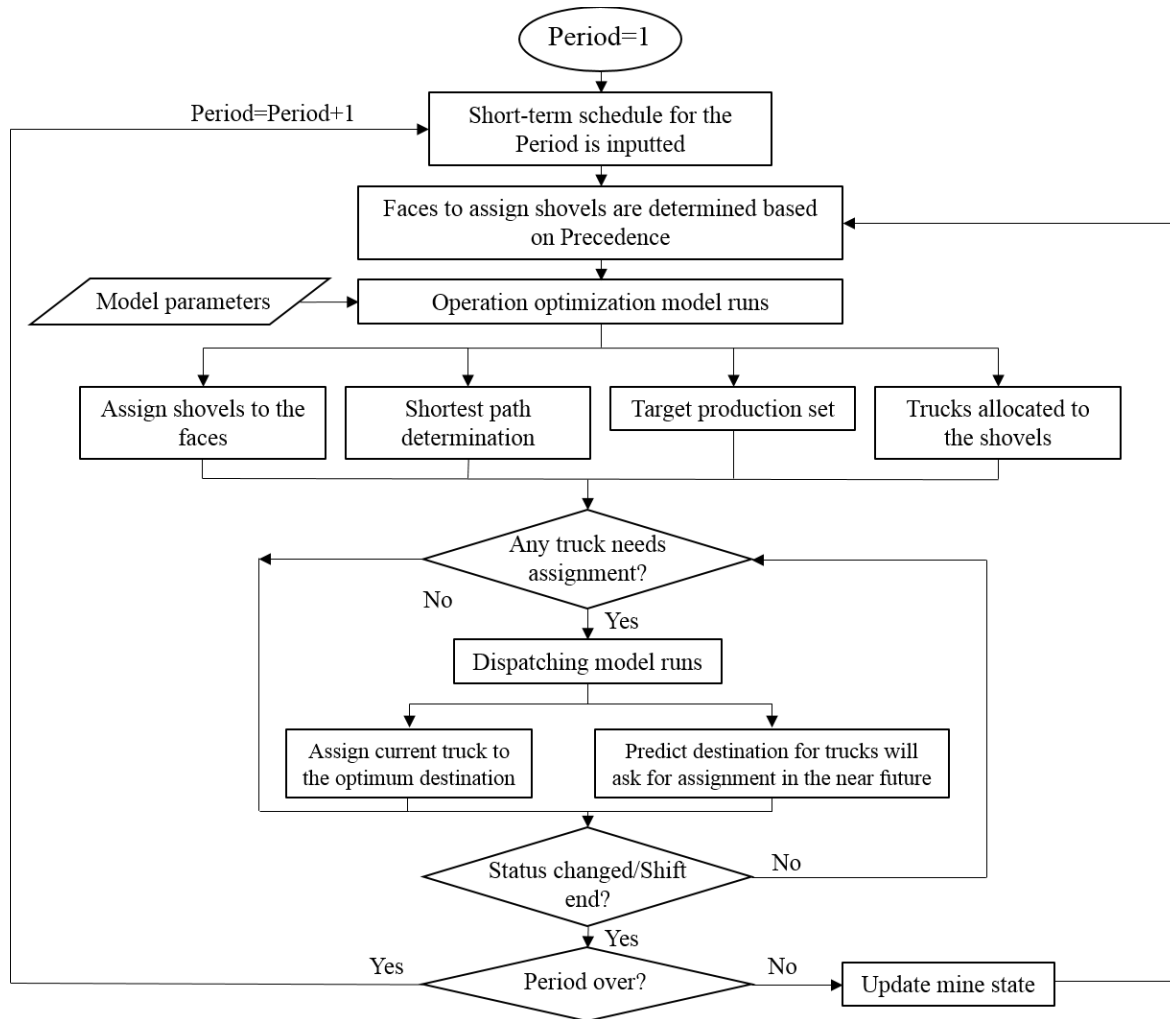 Period=1
Period=Period+1
Short-term schedule for the
Period is inputted
Faces to assign shovels are determined based
on Precedence
Model parameters
Operation optimization model runs
Assign shovels to the
faces
Shortest path
determination
Target production set
Trucks allocated to
the shovels
Any truck needs
assignment?
No
Yes
Dispatching model runs
Assign current truck to
the optimum destination
Predict destination for trucks will
ask for assignment in the near future
Status changed/Shift
end?
No
Yes
Yes
Period over?
No
Update mine state